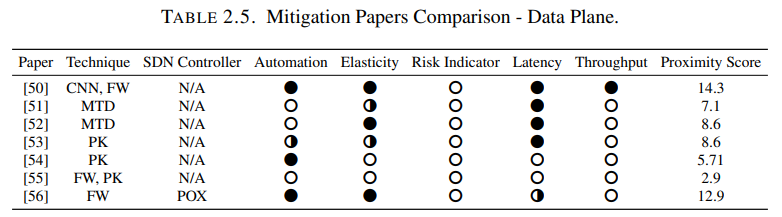 TABLE 2.5. Mitigation Papers Comparison - Data Plane.
Paper Technique SDN Controller Automation Elasticity Risk Indicator Latency Throughput Proximity Score
[50] CNN, FW N/A ● ● ○ ● ● 14.3
[51] MTD N/A ○ ◑ ○ ● ○ 7.1
[52] MTD N/A ○ ● ○ ● ○ 8.6
[53] PK N/A ◑ ◑ ○ ● ○ 8.6
[54] PK N/A ● ○ ○ ○ ○ 5.71
[55] FW, PK N/A ○ ○ ○ ○ ○ 2.9
[56] FW POX ● ● ○ ◑ ○ 12.9